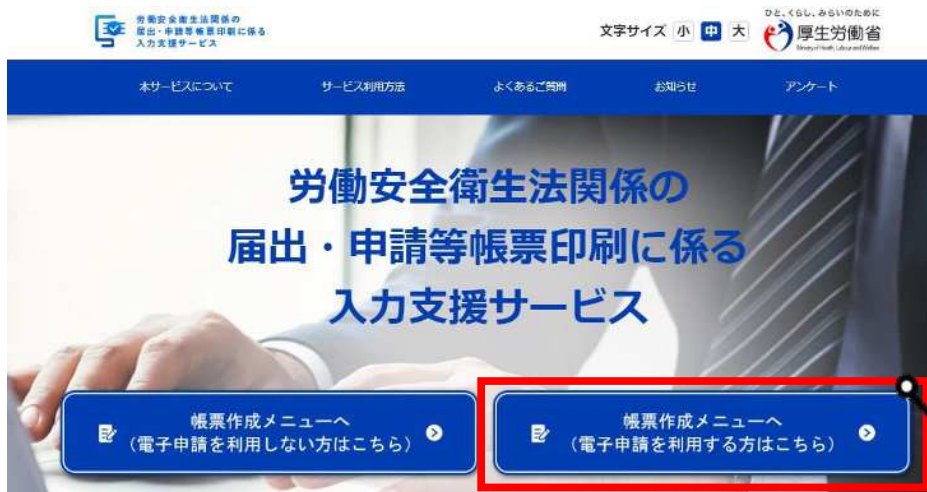 労働安全衛生法関係の
届出・申請等帳票印刷に係る
入力支援サービス
文字サイズ 小 中 大
ひと、くらし、みらいのために
厚生労働省
Ministry of Health, Labour and Welfare
本サービスについて サービス利用方法 よくあるご質問 お知らせ アンケート
労働安全衛生法関係の
届出・申請等帳票印刷に係る
入力支援サービス
帳票作成メニューへ
（電子申請を利用しない方はこちら）
帳票作成メニューへ
（電子申請を利用する方はこちら）